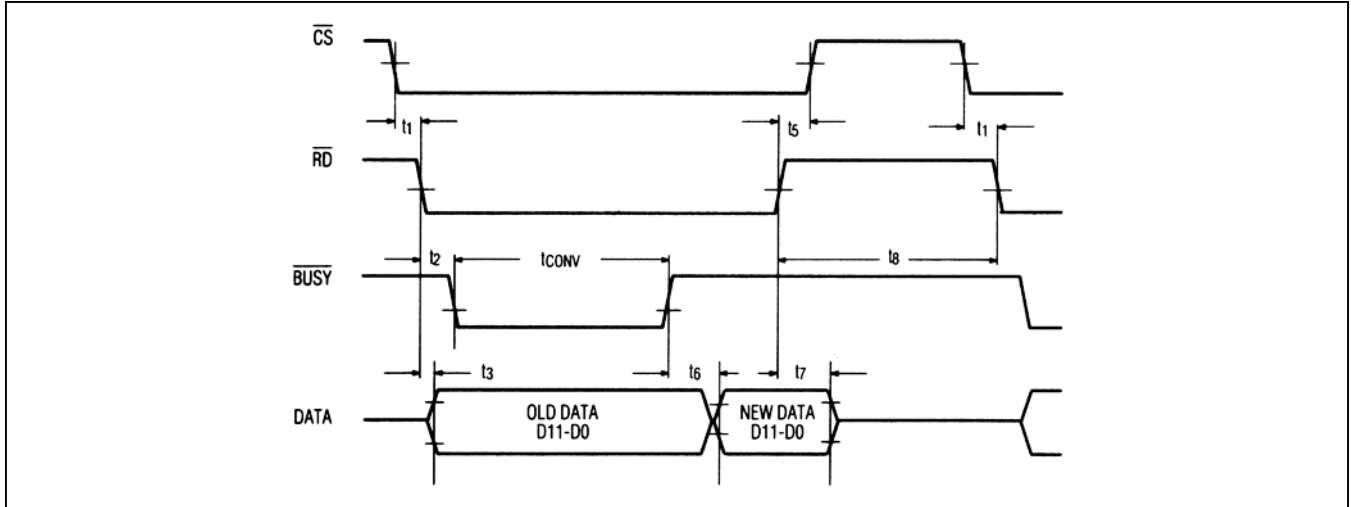 CS
t1 t5 t1
RD
t2 tCONV t8
BUSY
t3 t6 t7
DATA OLD DATA D11-D0 NEW DATA D11-D0